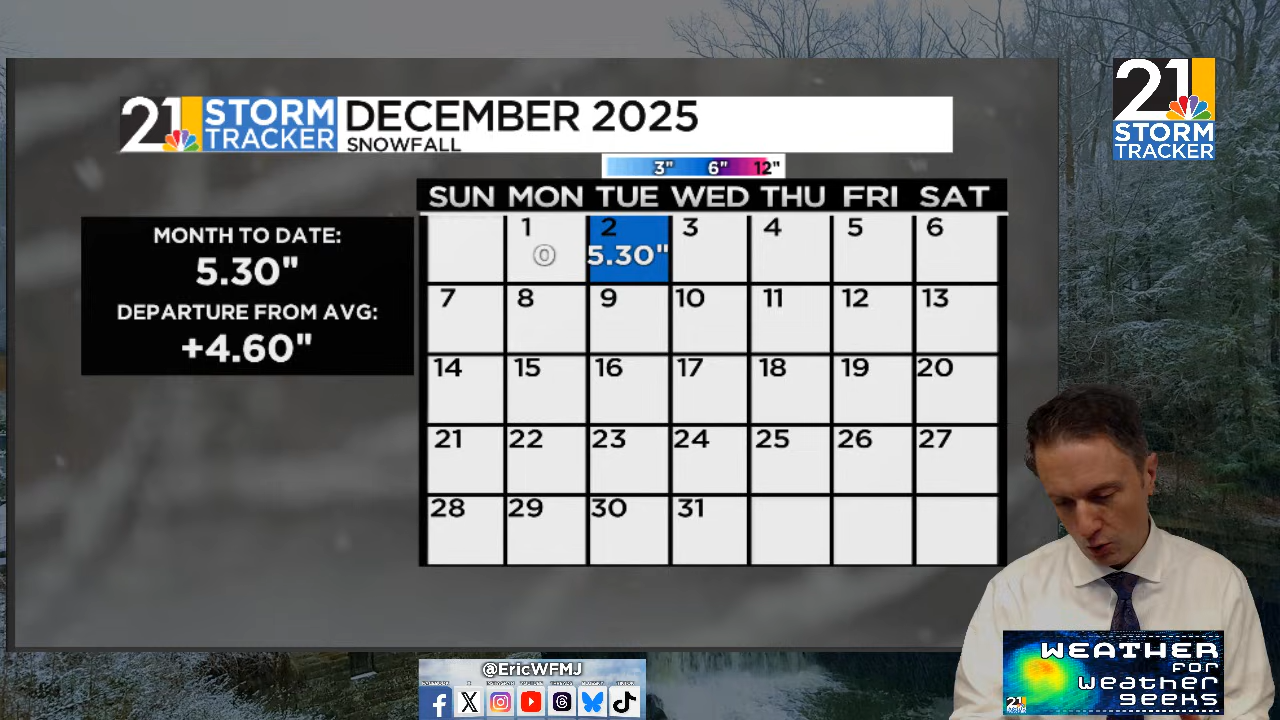 21 STORM TRACKER
DECEMBER 2025
SNOWFALL
21 STORM TRACKER
3" 6" 12"
SUN MON TUE WED THU FRI SAT
1 2 3 4 5 6
0 5.30"
7 8 9 10 11 12 13
14 15 16 17 18 19 20
21 22 23 24 25 26 27
28 29 30 31
MONTH TO DATE:
5.30"
DEPARTURE FROM AVG:
+4.60"
@EricWFMJ
WEATHER
FOR
Weather
geeks
21